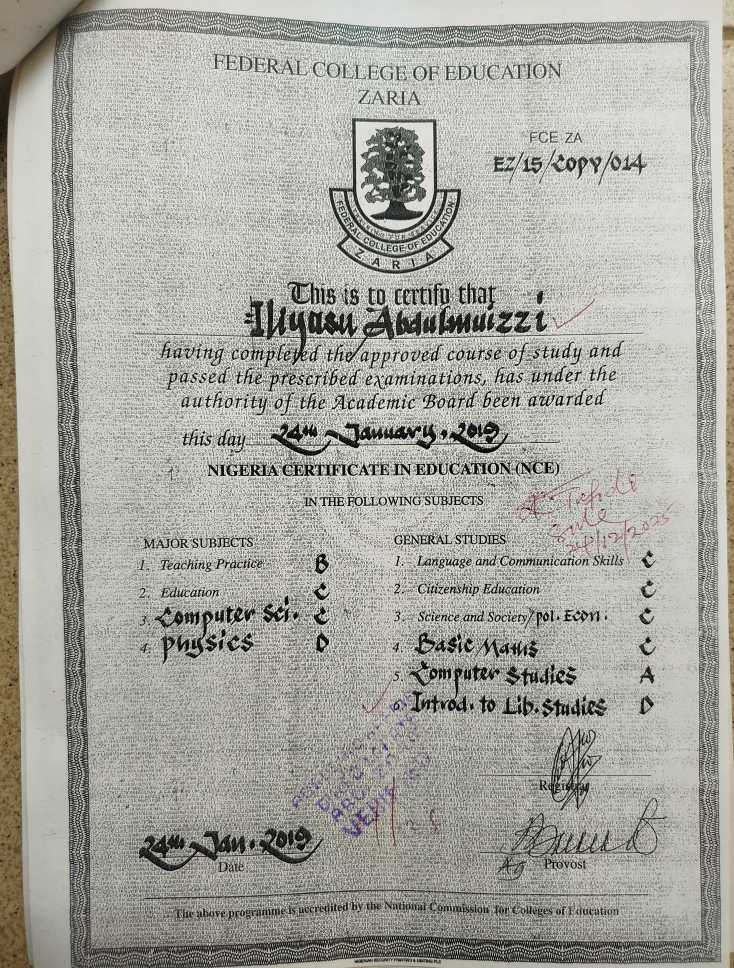 FEDERAL COLLEGE OF EDUCATION
ZARIA
FCE ZA
EZ/15/COPY/014
FEDERAL COLLEGE OF EDUCATION
ZARIA
This is to certify that
Iliyasu Abdulmuizzi
having completed the approved course of study and
passed the prescribed examinations, has under the
authority of the Academic Board been awarded
this day 24th January, 2019
NIGERIA CERTIFICATE IN EDUCATION (NCE)
IN THE FOLLOWING SUBJECTS
24/12/2025
MAJOR SUBJECTS
1. Teaching Practice B
2. Education C
3. Computer Sci. C
4. Physics D
GENERAL STUDIES
1. Language and Communication Skills C
2. Citizenship Education C
3. Science and Society/pol. Econ. C
4. Basic Maths C
5. Computer Studies A
6. Introd. to Lib. Studies D
Registrar
24th Jan. 2019
Date
Ag Provost
The above programme is accredited by the National Commission for Colleges of Education